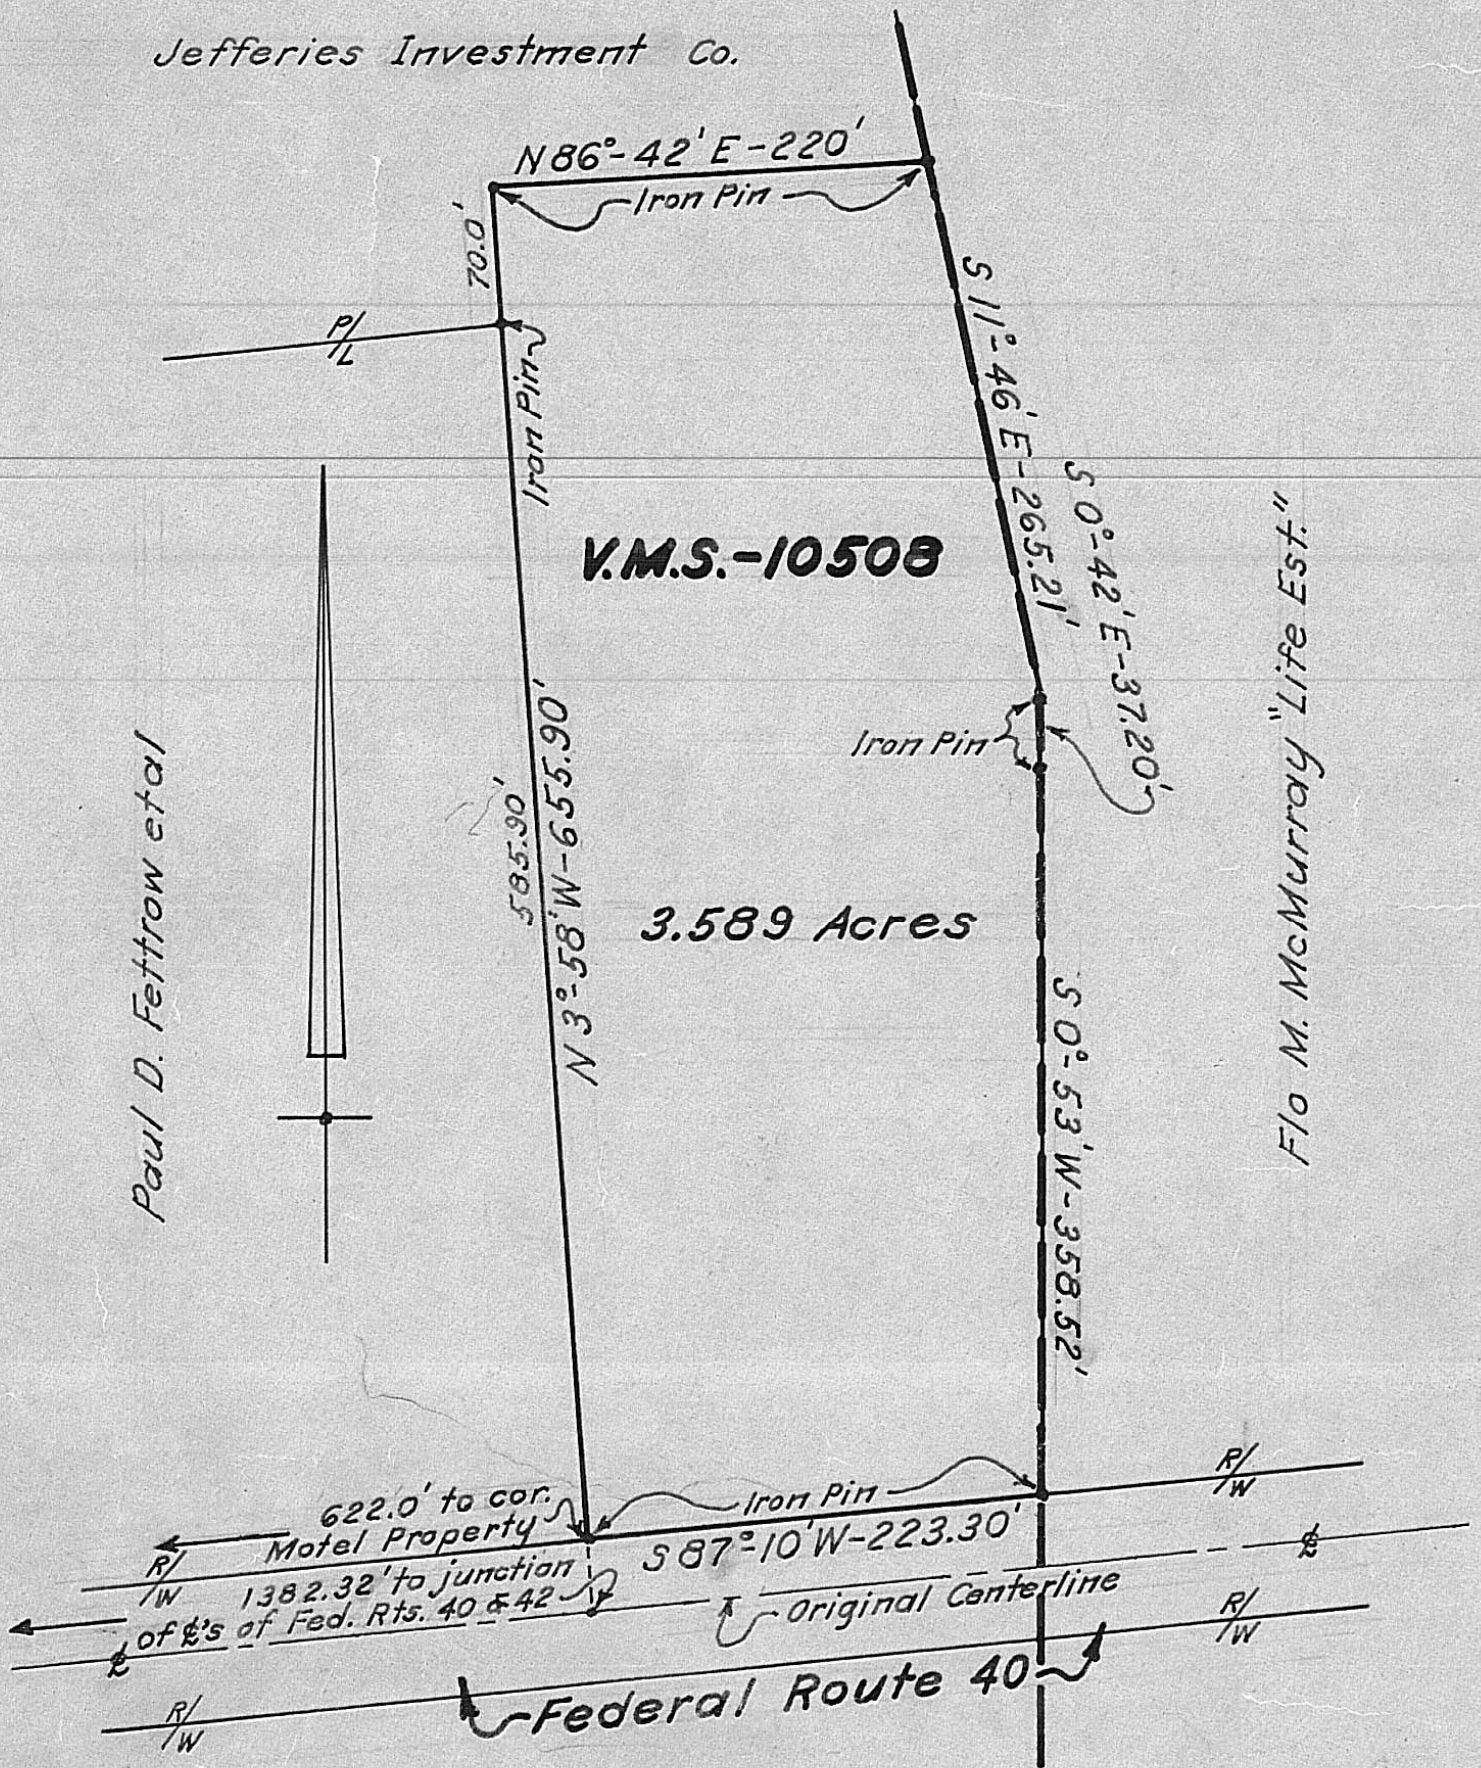 Jefferies Investment Co.
N 86°-42' E-220'
Iron Pin
70.0'
P/L
Iron Pin
S 11°-46' E-265.21'
S 0°-42' E-37.20'
V.M.S.-10508
Flo M. McMurray "Life Est."
Iron Pin
Paul D. Fettrow etal
585.90'
N 3°-58' W-655.90'
3.589 Acres
S 0°-53' W-358.52'
622.0' to cor.
Motel Property
Iron Pin
R/W
S 87°-10' W-223.30'
R/W
1382.32' to junction
of ℄'s of Fed. Rts. 40 & 42
℄
Original Centerline
℄
R/W
Federal Route 40
R/W